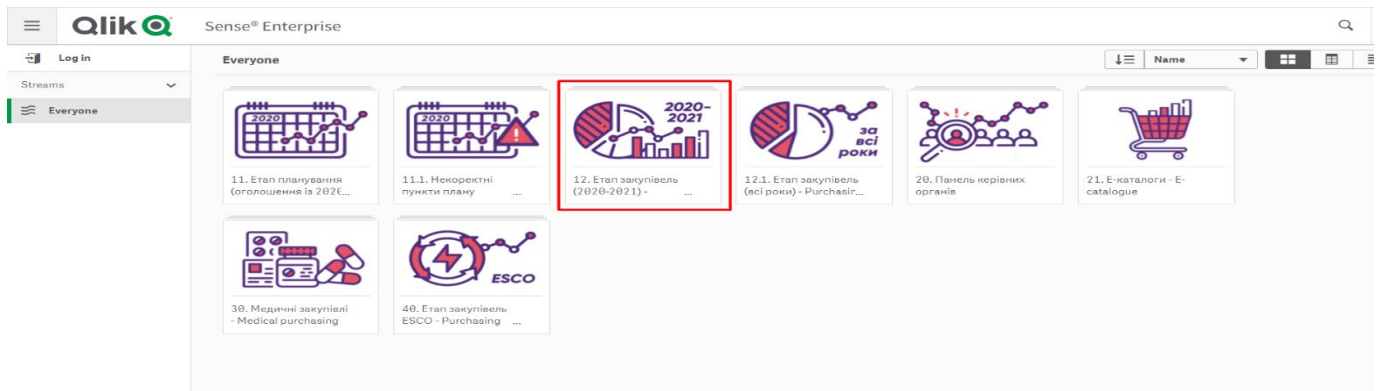 Qlik Sense® Enterprise
Log in
Everyone
Name
Streams
Everyone
2020
11. Етап планування
(оголошення із 2020...
2020
11.1. Некоректні
пункти плану ...
2020-
2021
12. Етап закупівель
(2020-2021) - ...
за
всі
роки
12.1. Етап закупівель
(всі роки) - Purchasin...
20. Панель керівних
органів
21. Е-каталоги - E-
catalogue
30. Медичні закупівлі
- Medical purchasing
ESCO
40. Етап закупівель
ESCO - Purchasing ...